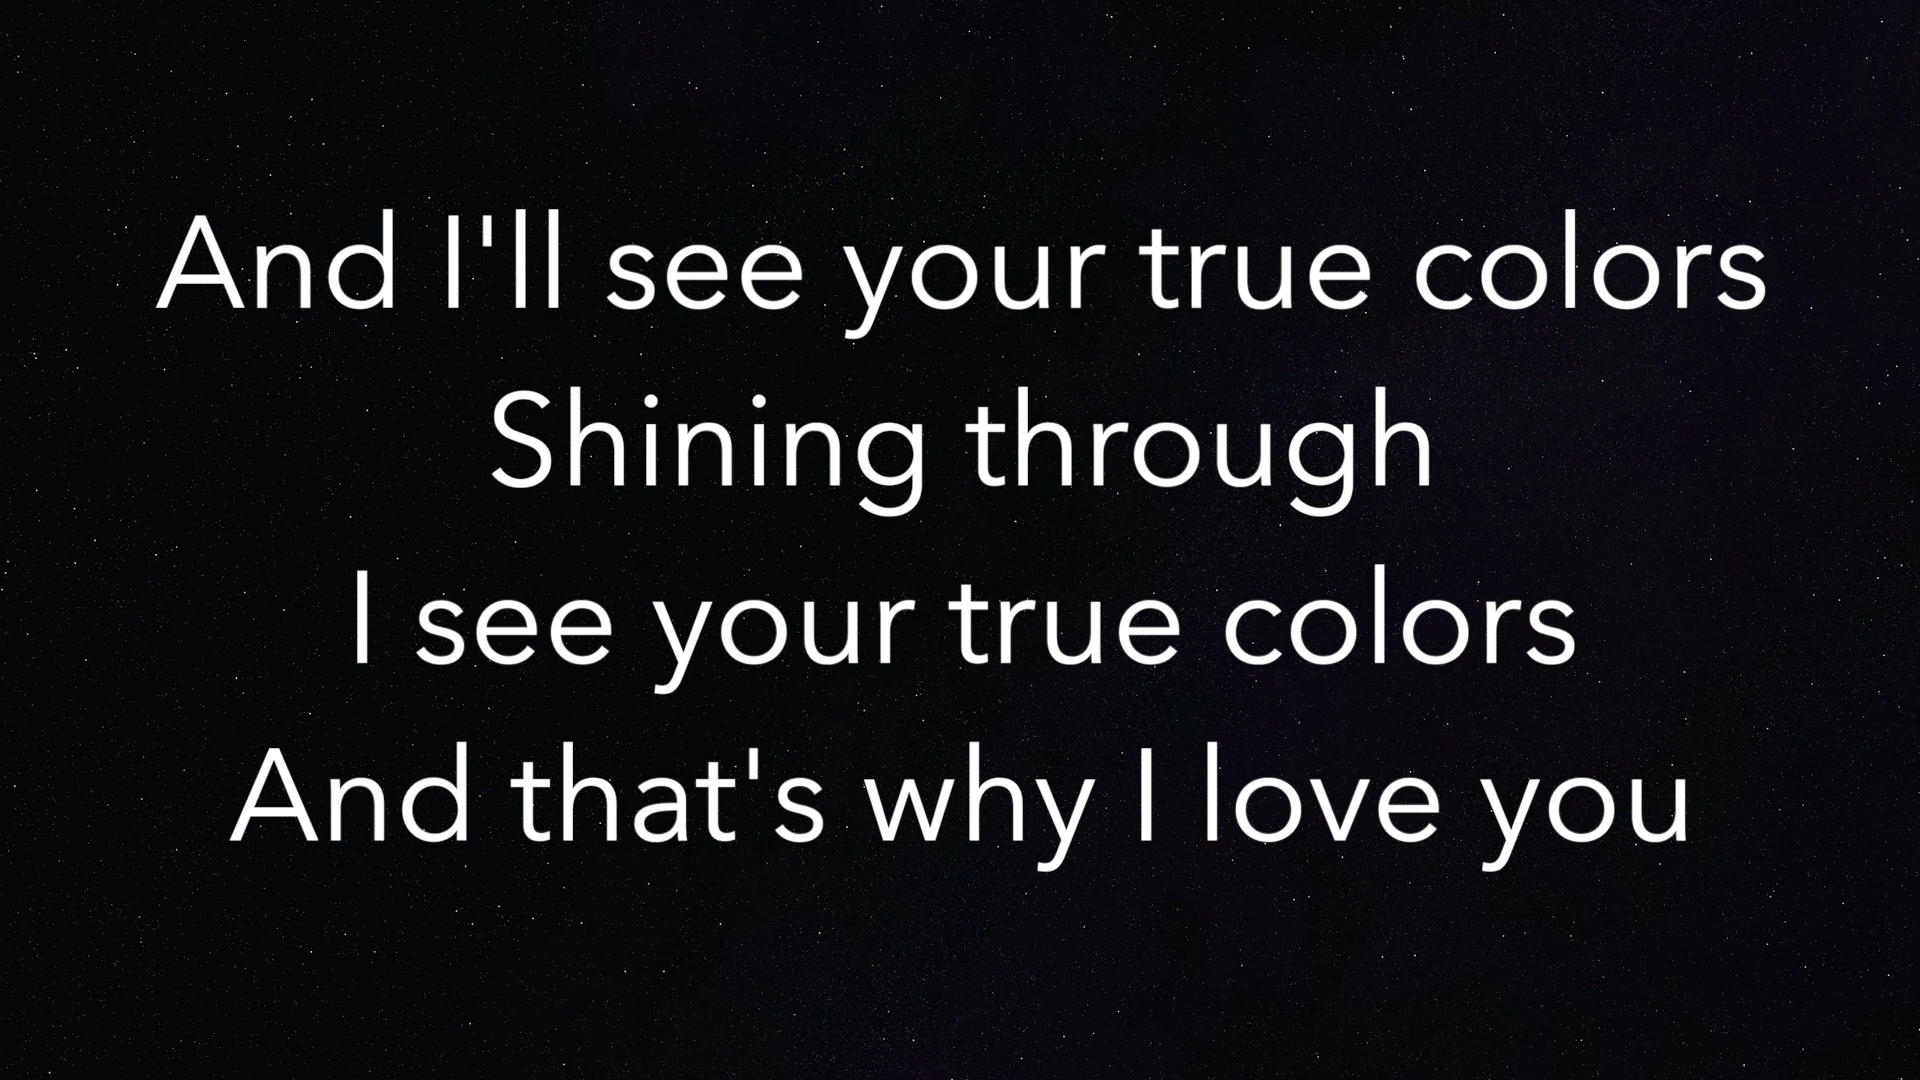 And I'll see your true colors
Shining through
I see your true colors
And that's why I love you